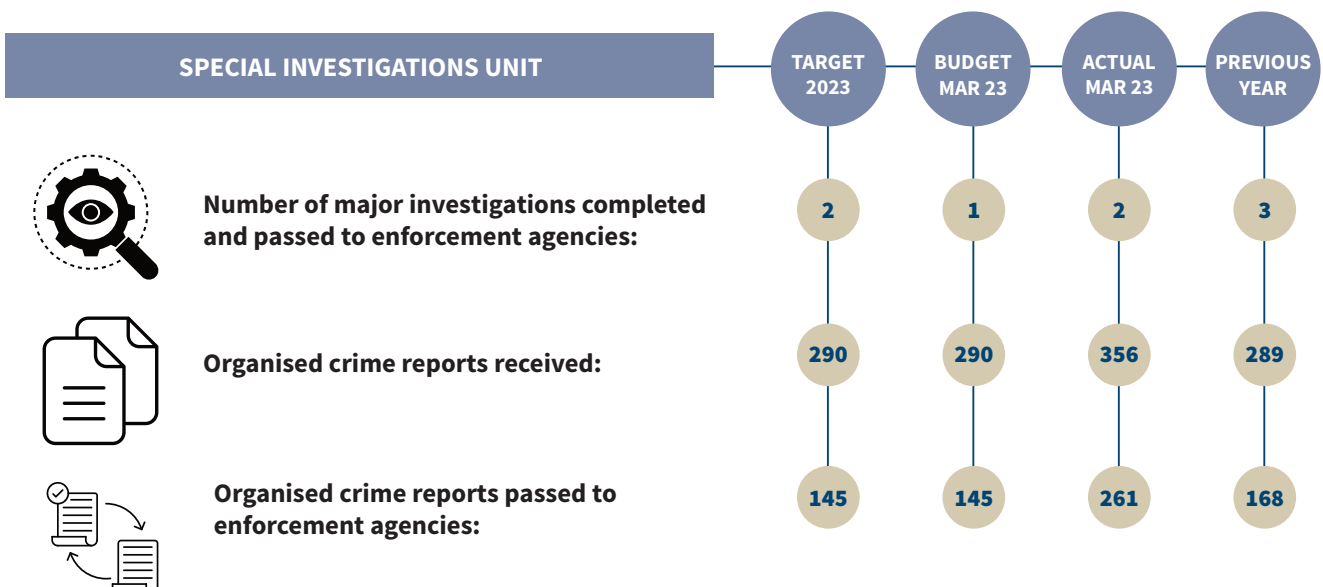 SPECIAL INVESTIGATIONS UNIT
TARGET
2023
BUDGET
MAR 23
ACTUAL
MAR 23
PREVIOUS
YEAR
Number of major investigations completed
and passed to enforcement agencies:
2
1
2
3
Organised crime reports received:
290
290
356
289
Organised crime reports passed to
enforcement agencies:
145
145
261
168